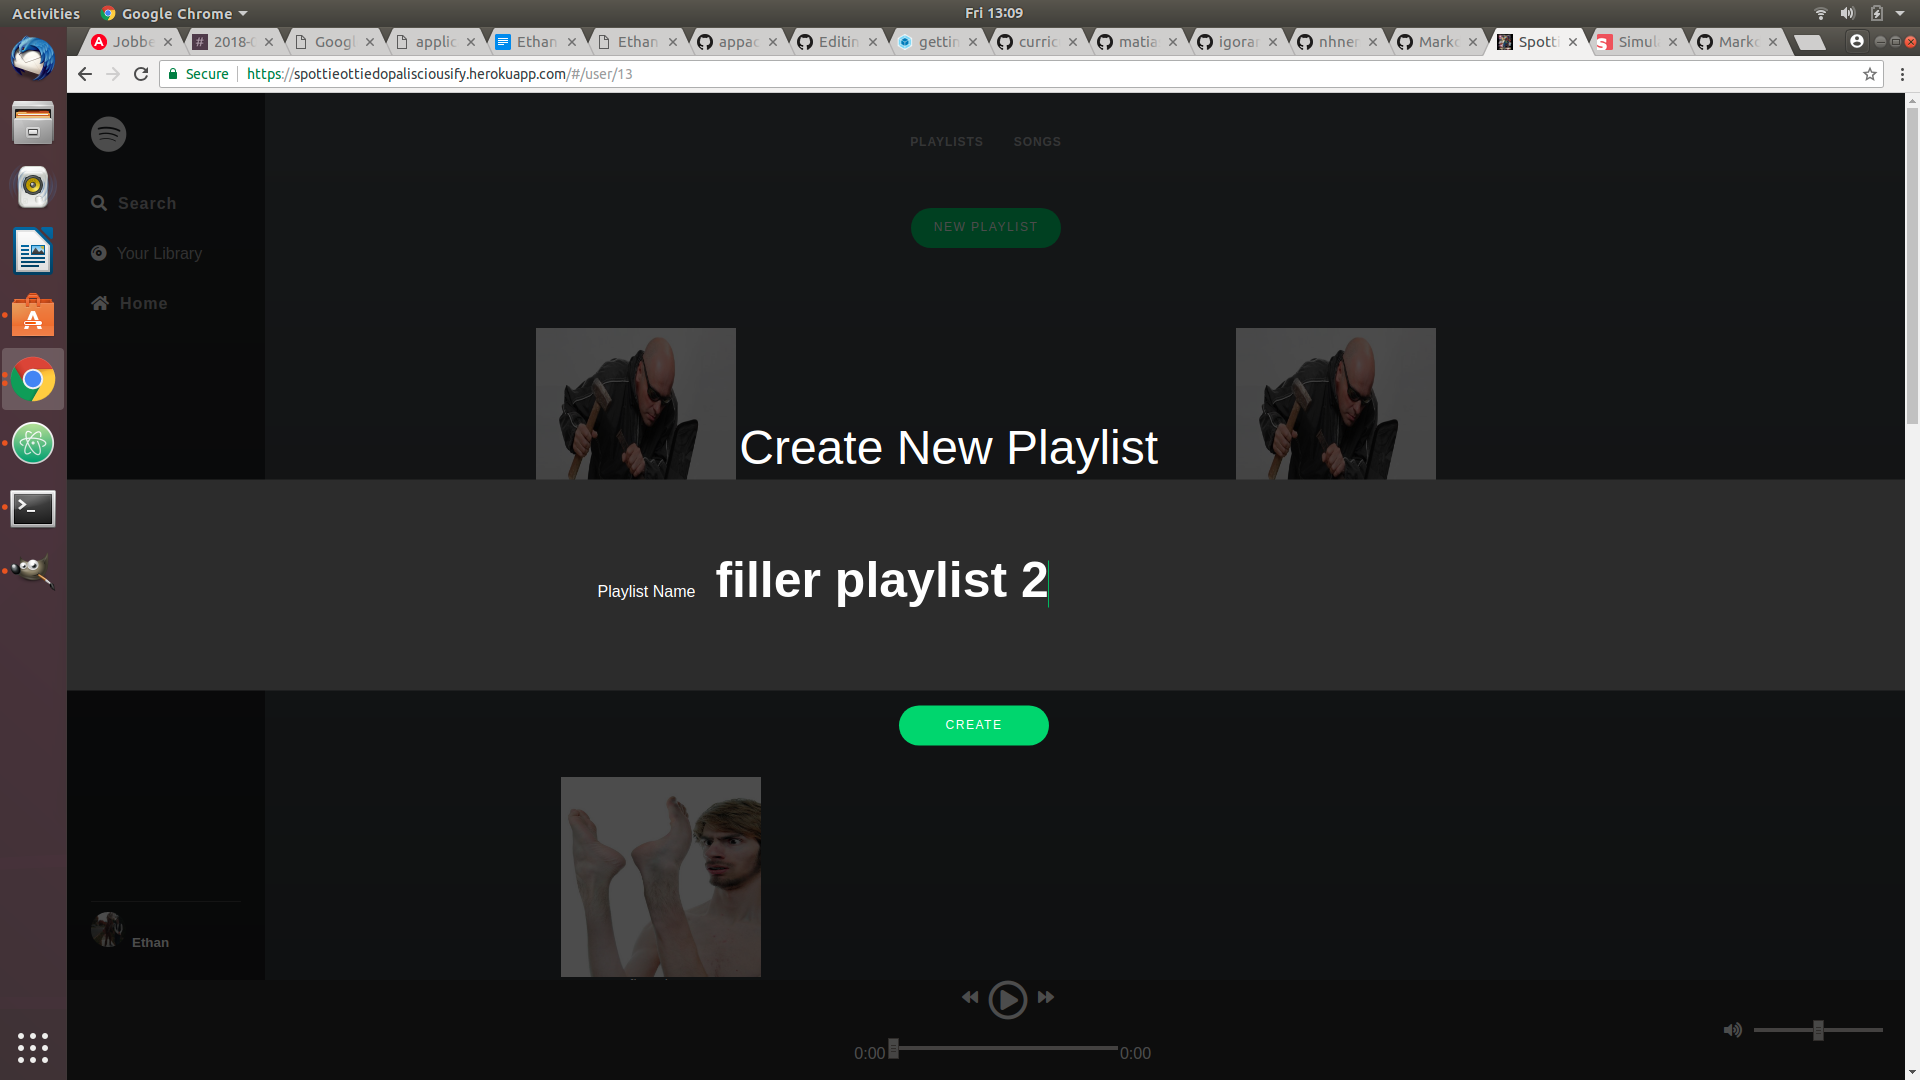 Activities Google Chrome Fri 13:09
Jobbe # 2018-0 Googl applic Ethan Ethan appac Editin gettin curric matia igorar nhner Marko Spotti Simula Marko
Secure https://spottieottiedopalisciousify.herokuapp.com/#/user/13
PLAYLISTS SONGS
Search
NEW PLAYLIST
Your Library
Home
Create New Playlist
Playlist Name filler playlist 2
CREATE
Ethan
0:00 0:00